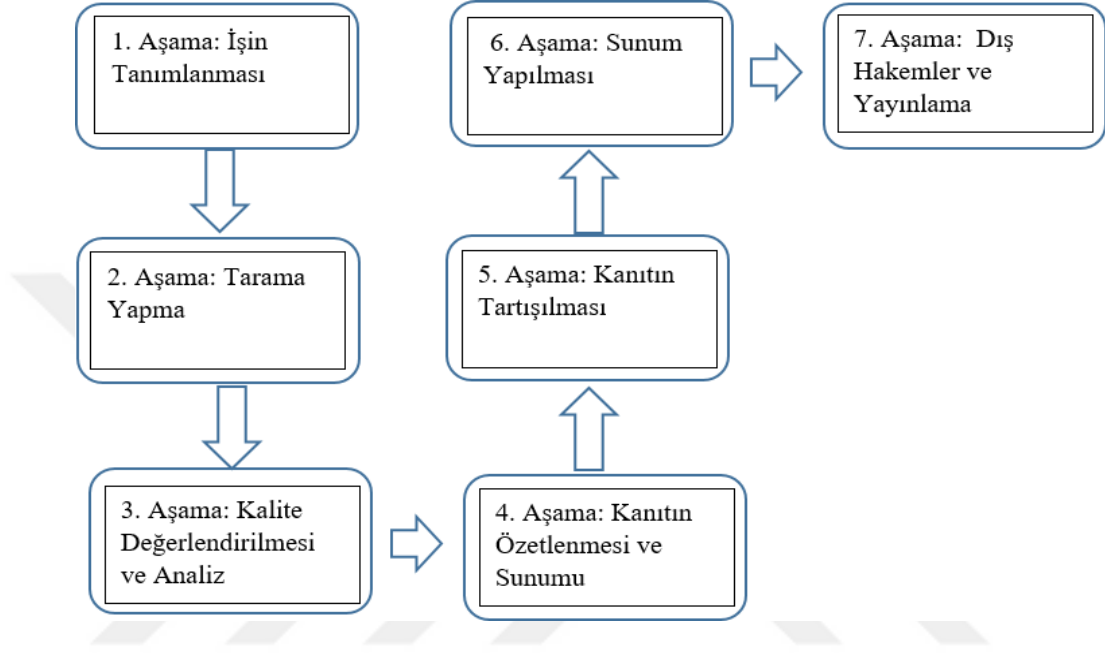 1. Aşama: İşin
Tanımlanması
2. Aşama: Tarama
Yapma
3. Aşama: Kalite
Değerlendirilmesi
ve Analiz
4. Aşama: Kanıtın
Özetlenmesi ve
Sunumu
5. Aşama: Kanıtın
Tartışılması
6. Aşama: Sunum
Yapılması
7. Aşama: Dış
Hakemler ve
Yayınlama